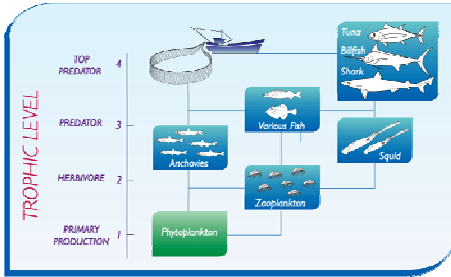 TROPHIC LEVEL
TOP
PREDATOR 4
PREDATOR 3
HERBIVORE 2
PRIMARY
PRODUCTION 1
Tuna
Billfish
Shark
Various Fish
Anchovies
Squid
Zooplankton
Phytoplankton